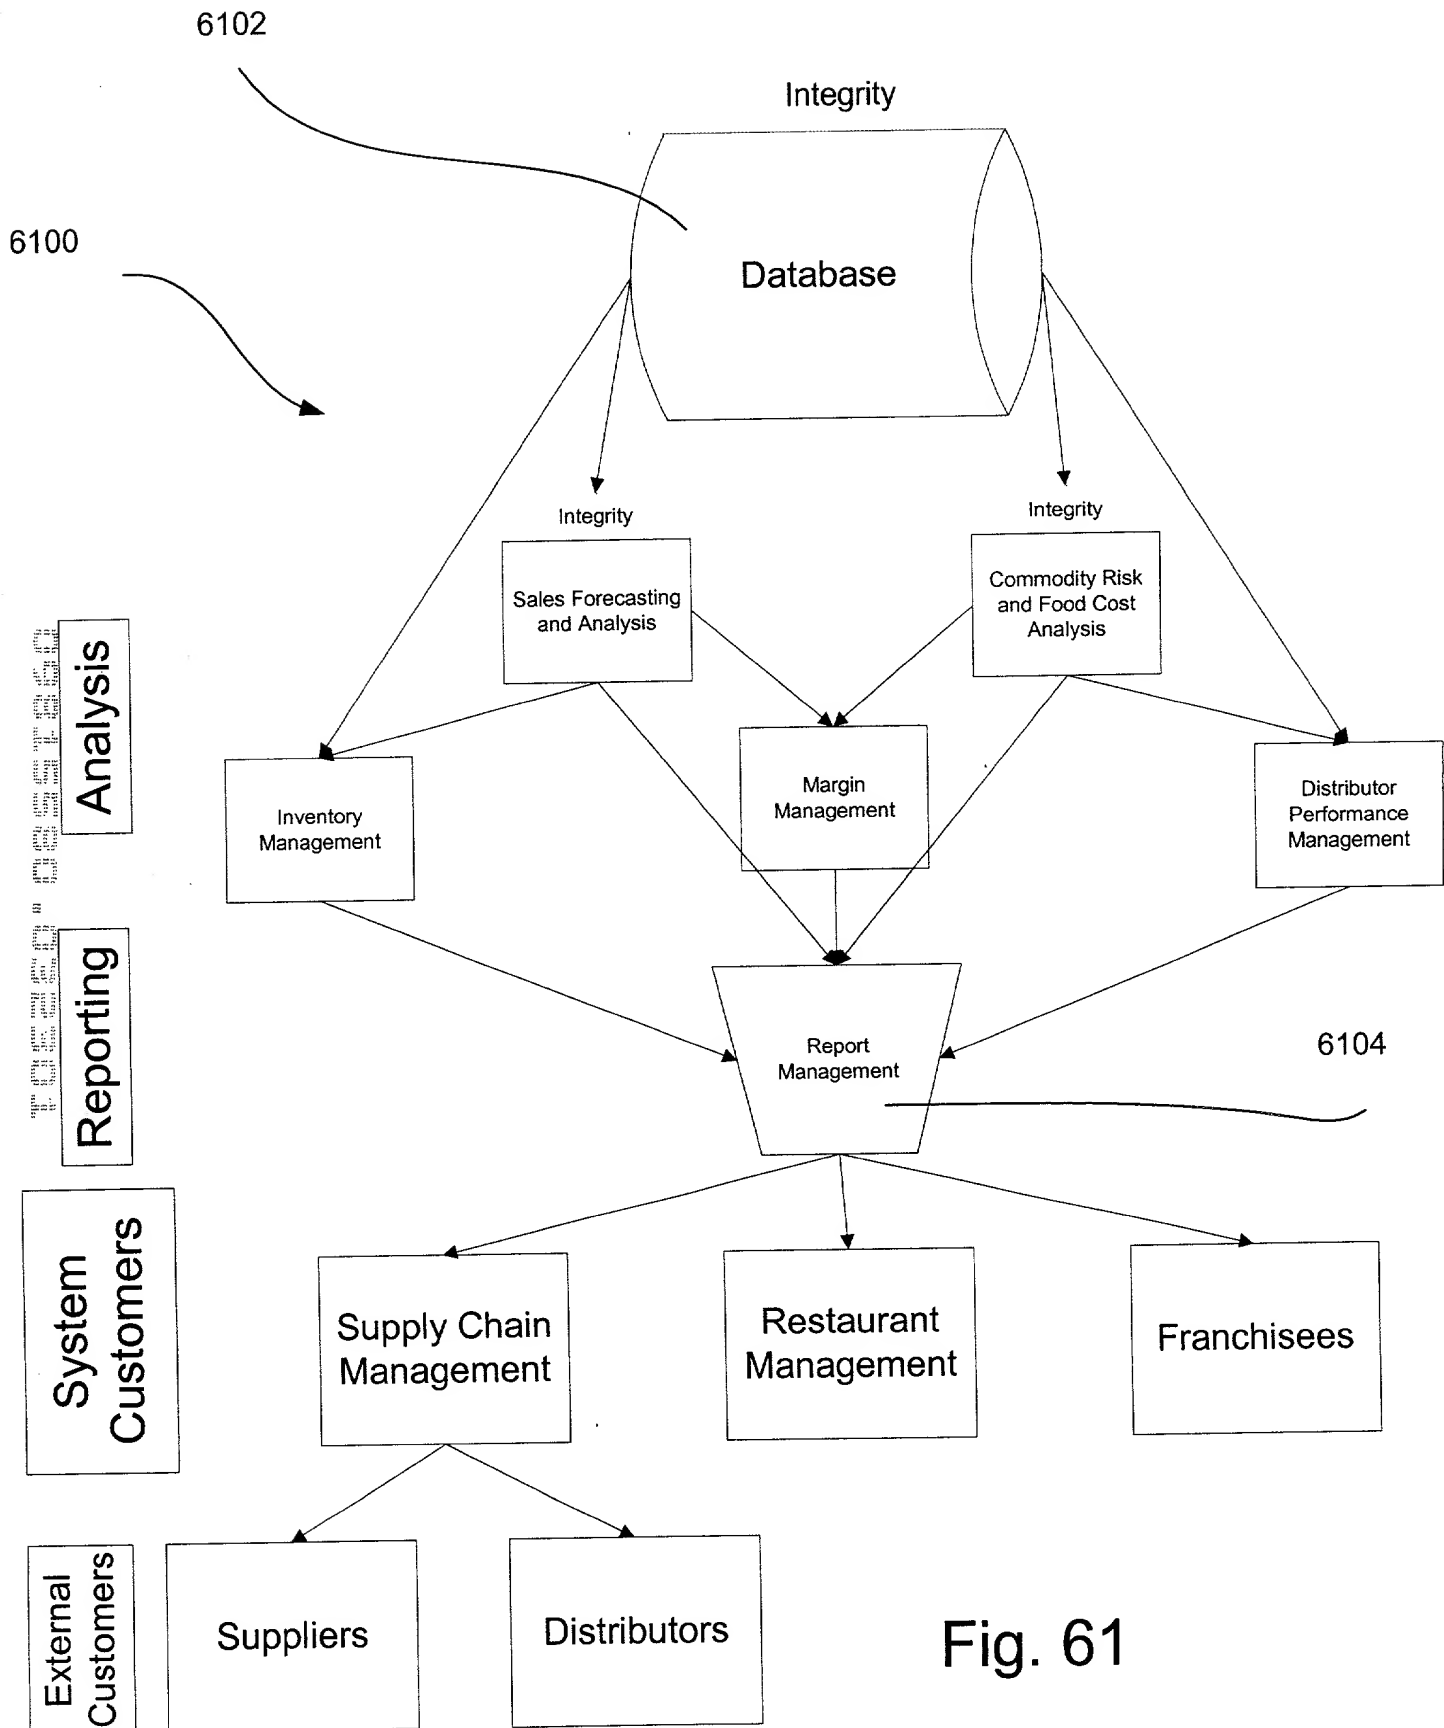 6102
Integrity
6100
Database
Integrity
Integrity
Sales Forecasting
and Analysis
Commodity Risk
and Food Cost
Analysis
Analysis
Inventory
Management
Margin
Management
Distributor
Performance
Management
Reporting
Report
Management
6104
System
Customers
Supply Chain
Management
Restaurant
Management
Franchisees
External
Customers
Suppliers
Distributors
Fig. 61